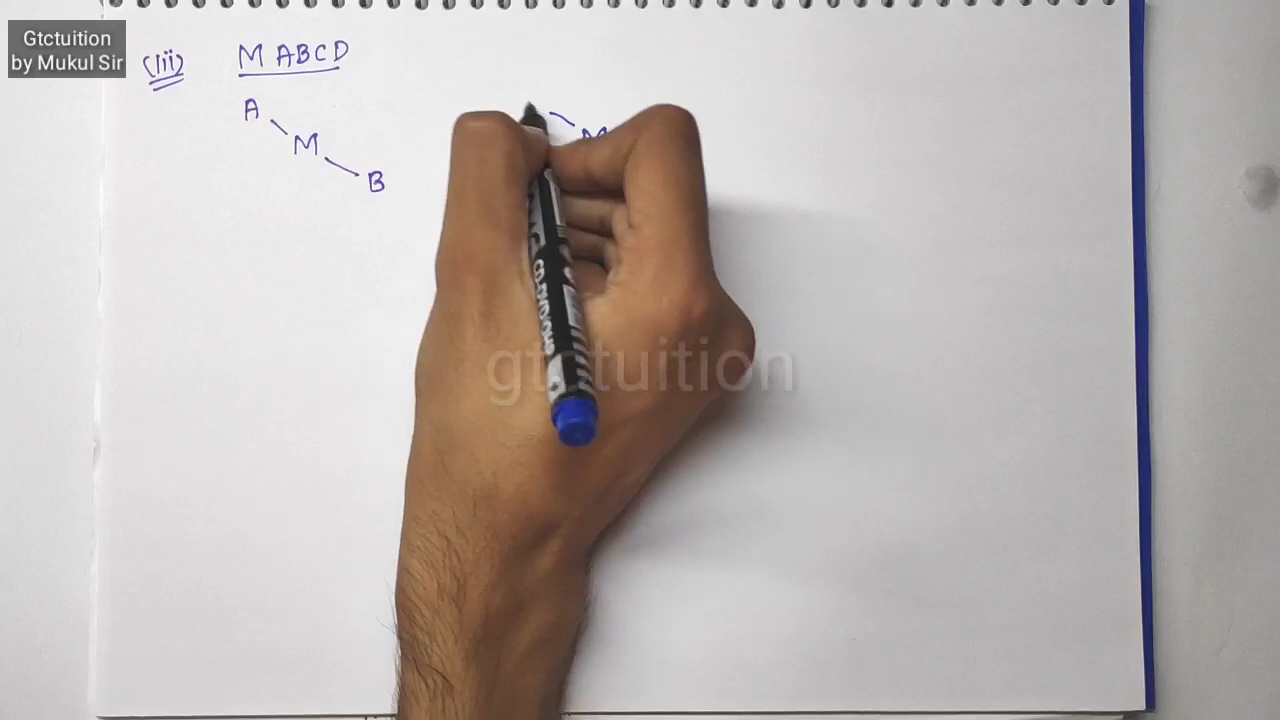 Gtctuition
by Mukul Sir
(iii) M ABCD
A
M M
B
gtctuition